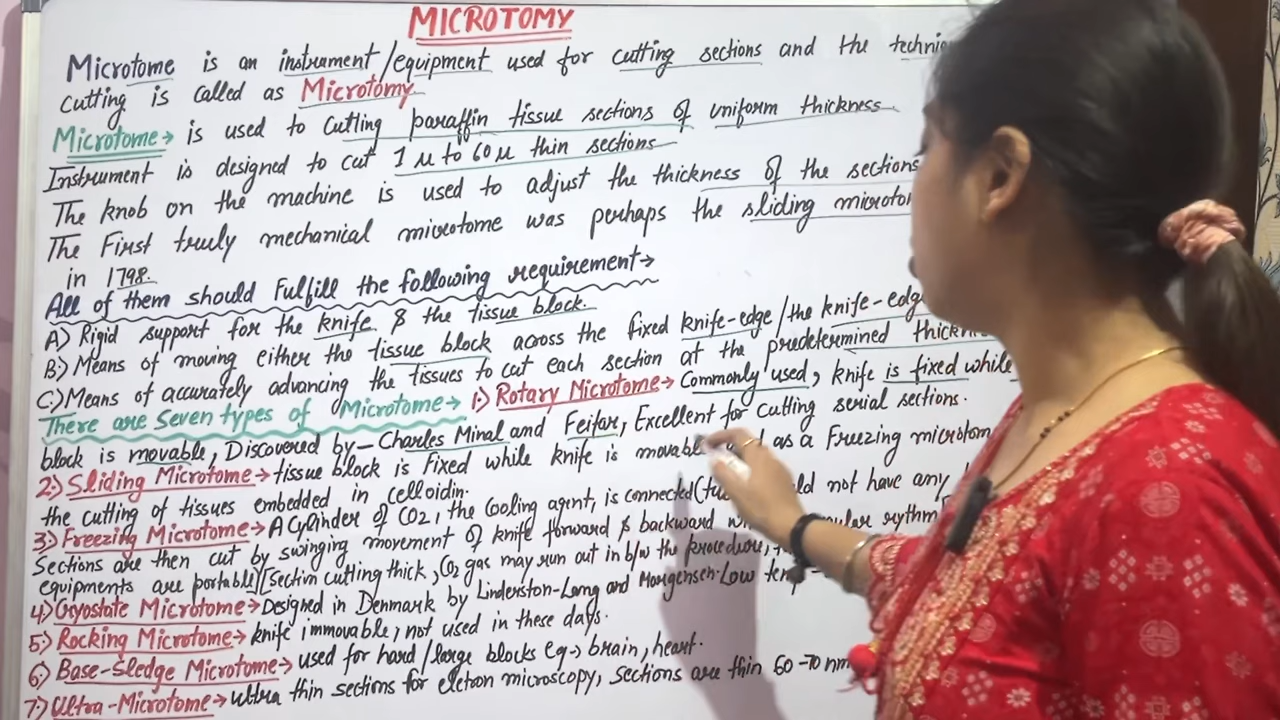 MICROTOMY
Microtome is an instrument/equipment used for cutting sections and the
cutting is called as Microtomy
Microtome→ is used to cutting paraffin tissue sections of uniform thickness
Instrument is designed to cut 1 μ to 60 μ thin sections
The knob on the machine is used to adjust the thickness of the sections
The First truly mechanical microtome was perhaps the sliding
in 1798.
All of them should fulfill the following requirement→
A) Rigid support for the knife & the tissue block.
B:) Means of moving either the tissue block across the fixed knife-edge/the knife-edge
C:) Means of accurately advancing the tissues to cut each section at the predetermined
There are Seven types of Microtome→ 1:) Rotary Microtome→ Commonly used, knife is fixed while
block is movable, Discovered by – Charles Minal and Feifar, Excellent for cutting serial sections.
2:) Sliding Microtome→ tissue block is fixed while knife is movable as a Freezing
the cutting of tissues embedded in celloidin.
3:) Freezing Microtome→ A Cylinder of CO2, the cooling agent, is connected not have any
Sections are then cut by swinging movement of knife forward & backward rythm
equipments are portable][Section cutting thick, CO2 gas may run out in b/w the procedure,
4:) Cryostate Microtome→ Designed in Denmark by Linderston-Lang and Morgensen-Low temp
5:) Rocking Microtome→ knife immovable, not used in these days.
6:) Base-Sledge Microtome→ used for hard/large blocks eg→ brain, heart.
7:) Ultra-Microtome→ ultra thin sections for eletron microscopy, sections are thin 60-70 nm